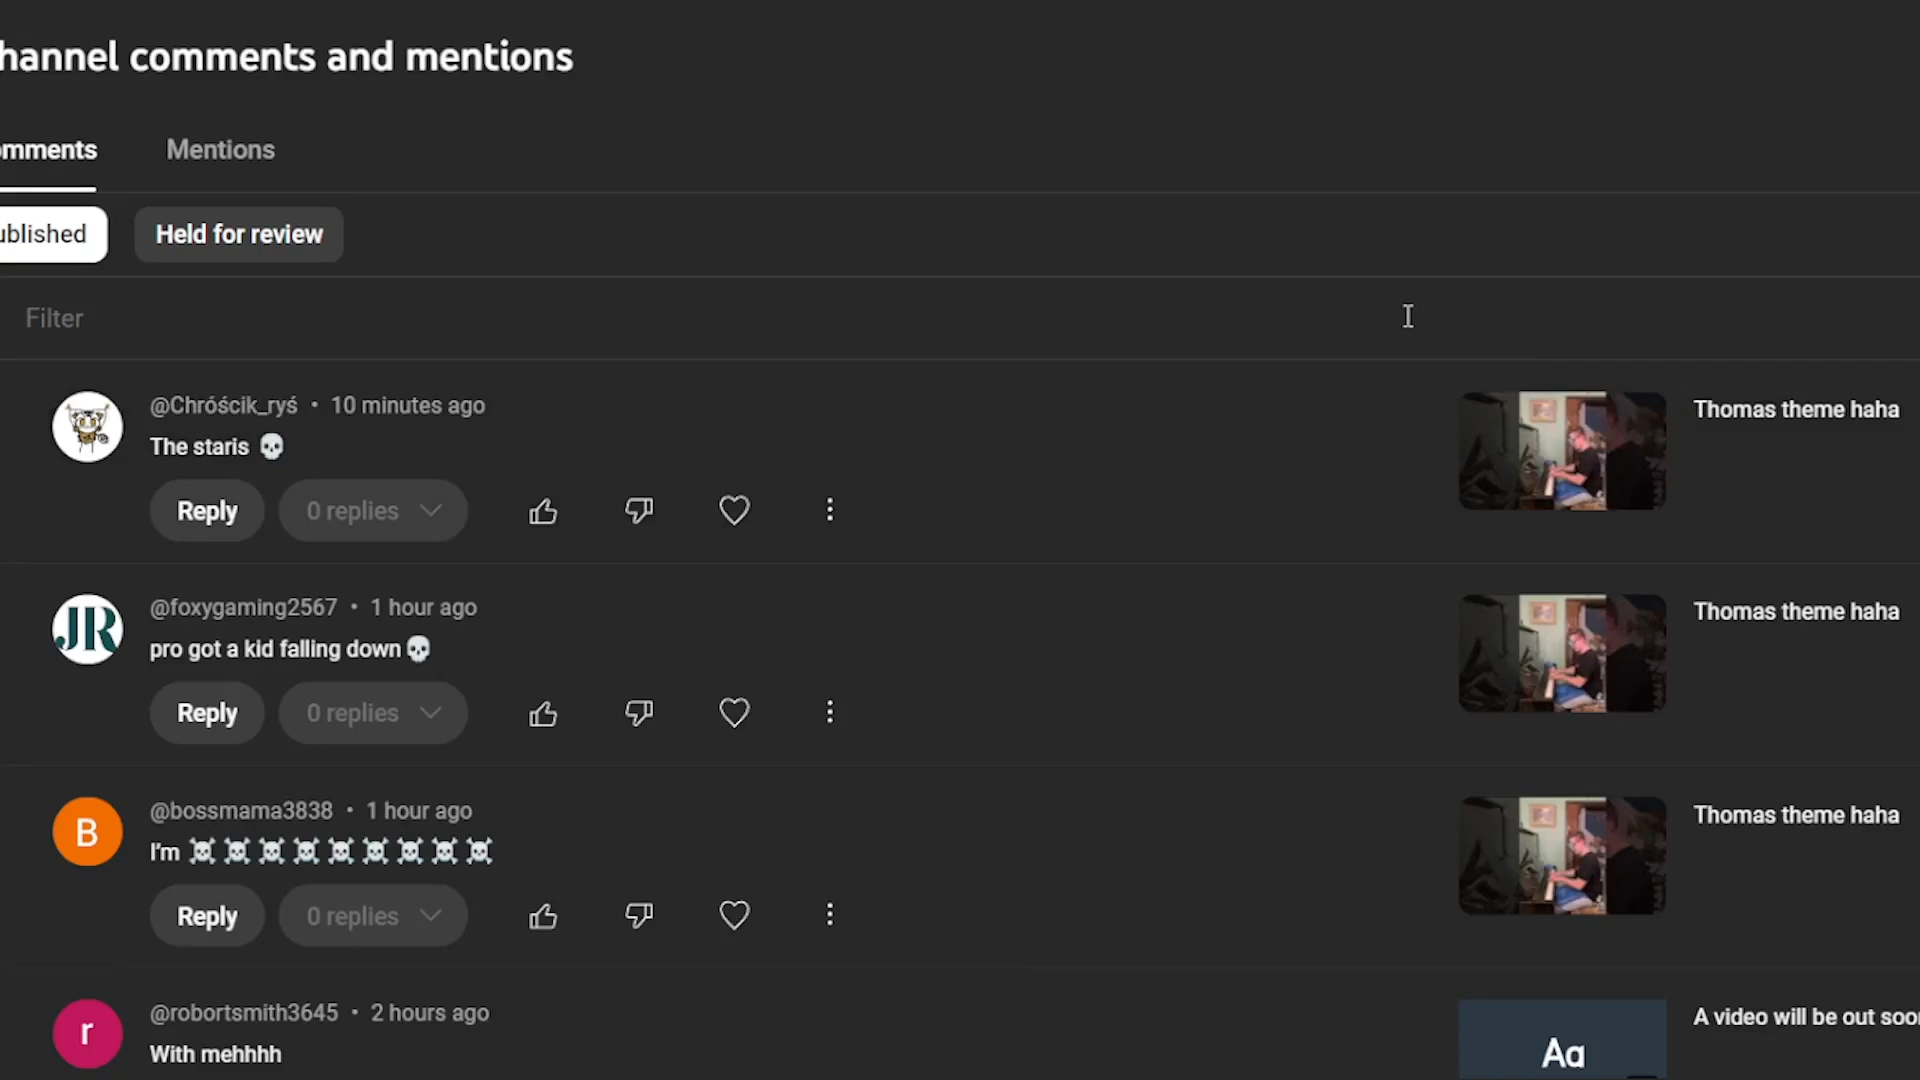 hannel comments and mentions
omments Mentions
ublished Held for review
Filter
@Chróścik_ryś • 10 minutes ago
The staris 💀
Reply 0 replies
Thomas theme haha
JR
@foxygaming2567 • 1 hour ago
pro got a kid falling down 💀
Reply 0 replies
Thomas theme haha
B
@bossmama3838 • 1 hour ago
I'm ☠️☠️☠️☠️☠️☠️☠️☠️☠️
Reply 0 replies
Thomas theme haha
r
@robortsmith3645 • 2 hours ago
With mehhhh
Aa
A video will be out soon